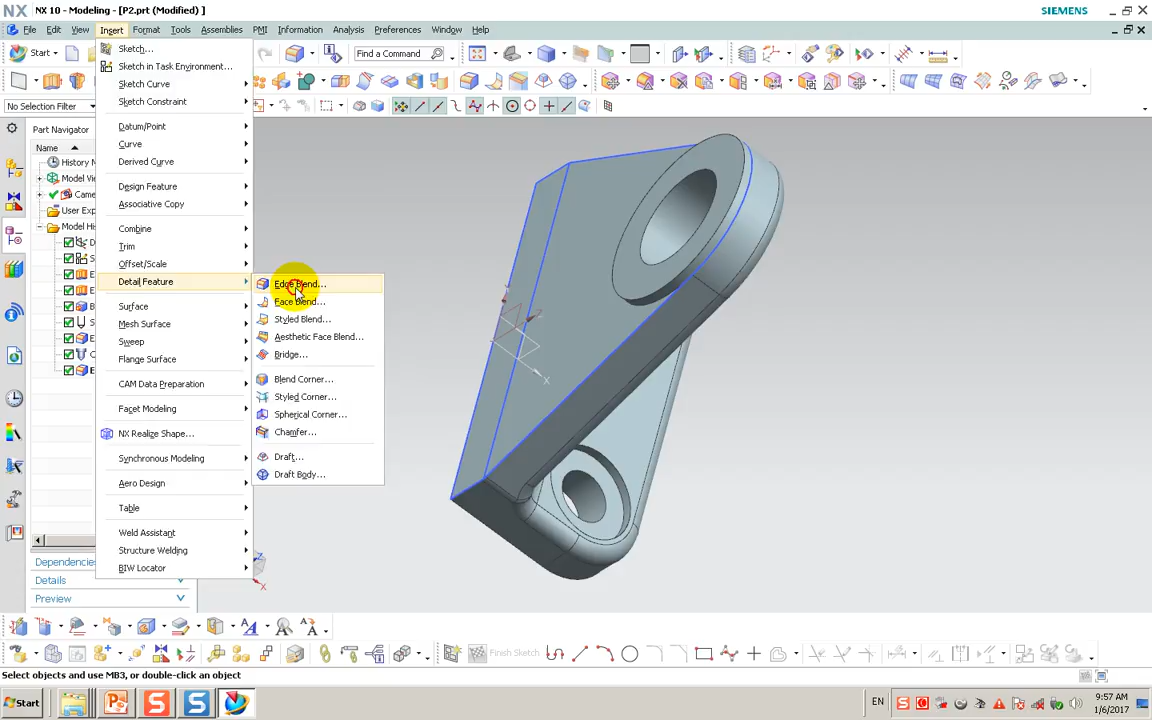 NX NX 10 - Modeling - [P2.prt (Modified) ] SIEMENS
File Edit View Insert Format Tools Assemblies PMI Information Analysis Preferences Window Help
Start Find a Command
No Selection Filter
Part Navigator
Name
History M
Model Vie
Came
User Exp
Model His
D
S
E
E
B
S
E
C
E
Dependencies
Details
Preview
Sketch...
Sketch in Task Environment...
Sketch Curve
Sketch Constraint
Datum/Point
Curve
Derived Curve
Design Feature
Associative Copy
Combine
Trim
Offset/Scale
Detail Feature
Surface
Mesh Surface
Sweep
Flange Surface
CAM Data Preparation
Facet Modeling
NX Realize Shape...
Synchronous Modeling
Aero Design
Table
Weld Assistant
Structure Welding
BIW Locator
Edge Blend...
Face Blend...
Styled Blend...
Aesthetic Face Blend...
Bridge...
Blend Corner...
Styled Corner...
Spherical Corner...
Chamfer...
Draft...
Draft Body...
X
Z
X
Finish Sketch
Select objects and use MB3, or double-click an object
Start EN 9:57 AM
1/6/2017